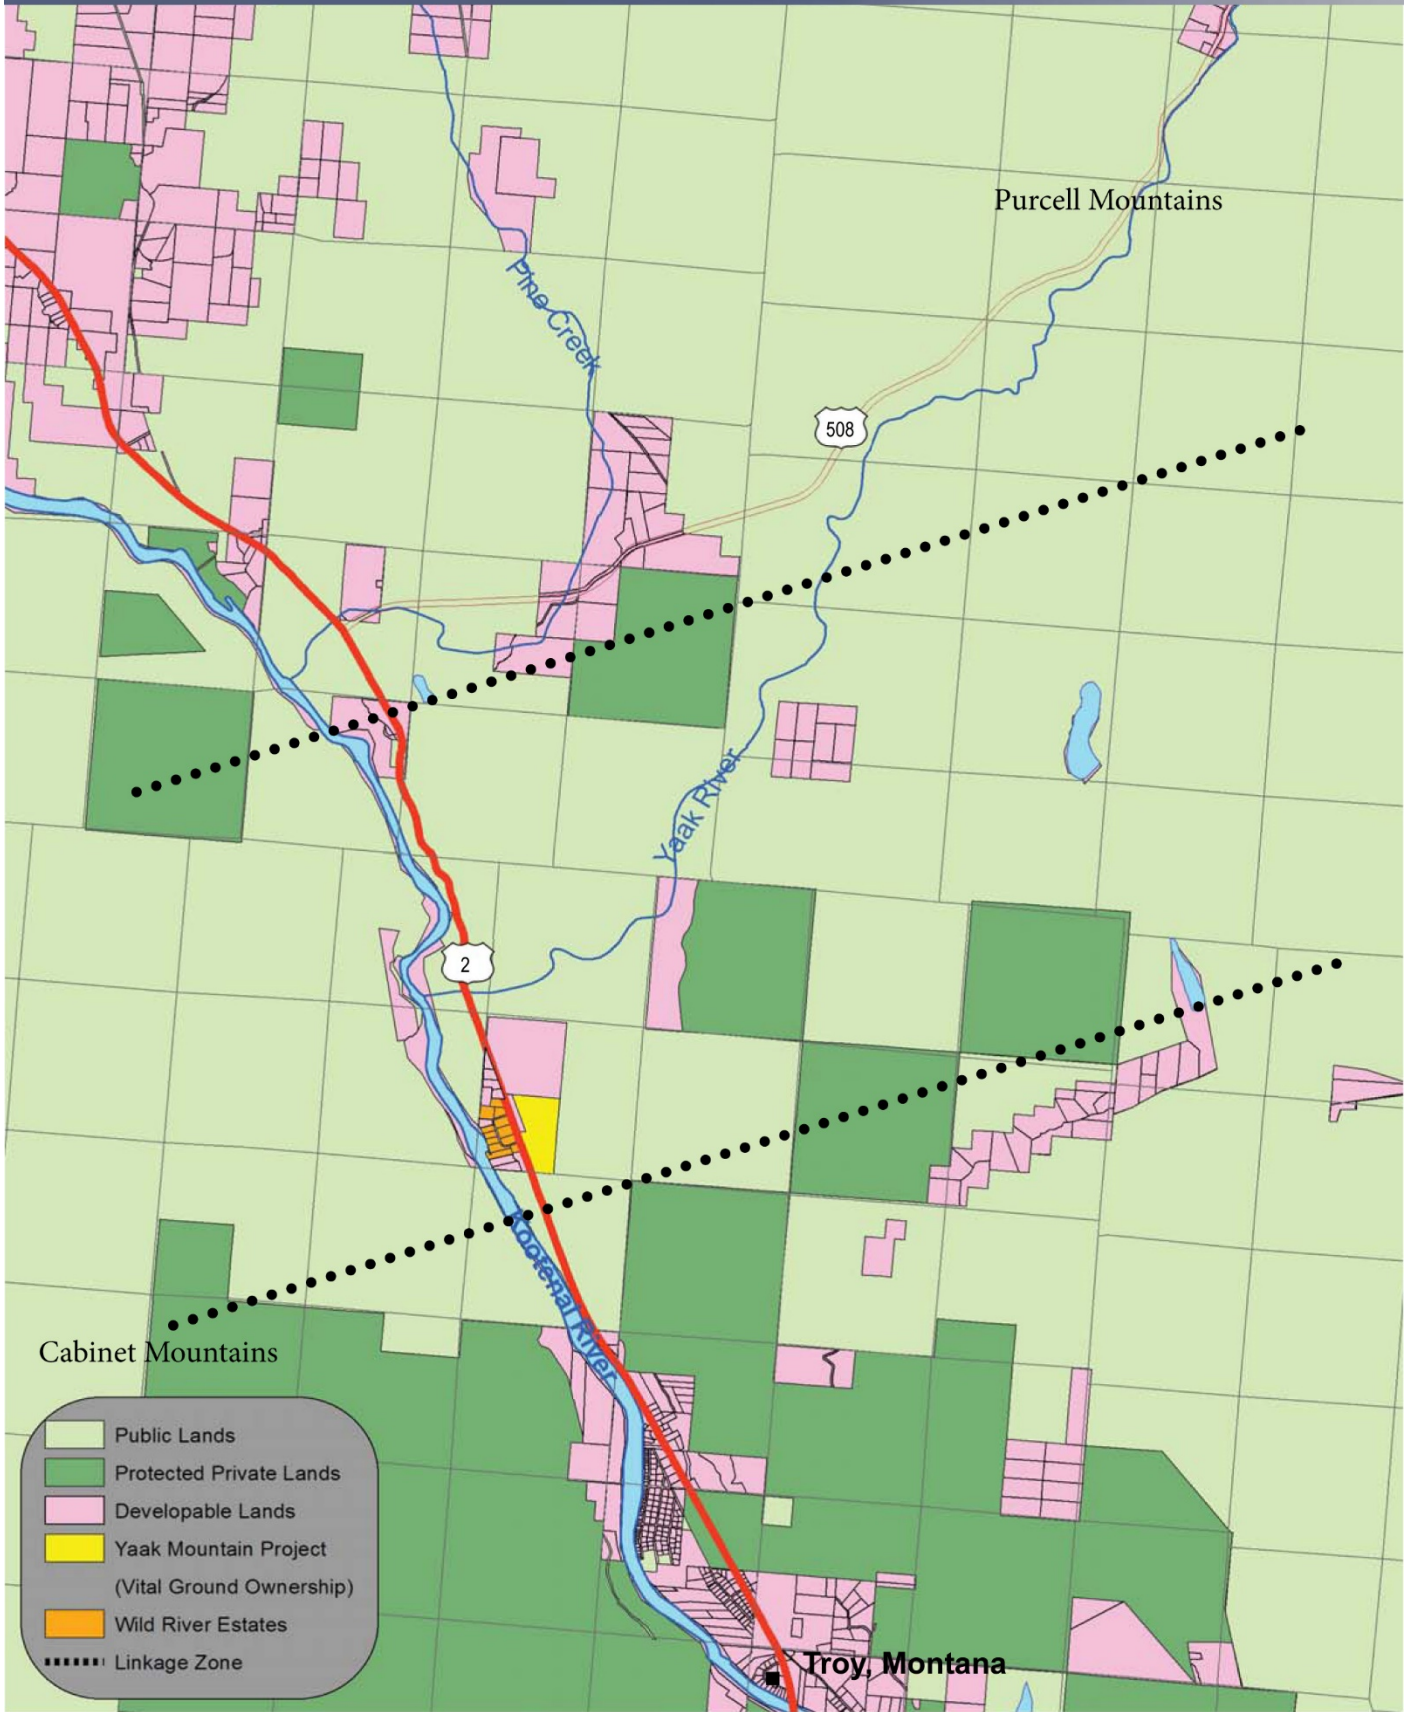 Purcell Mountains
Pine Creek
508
Yaak River
2
Kootenai River
Cabinet Mountains
Public Lands
Protected Private Lands
Developable Lands
Yaak Mountain Project
(Vital Ground Ownership)
Wild River Estates
Linkage Zone
Troy, Montana